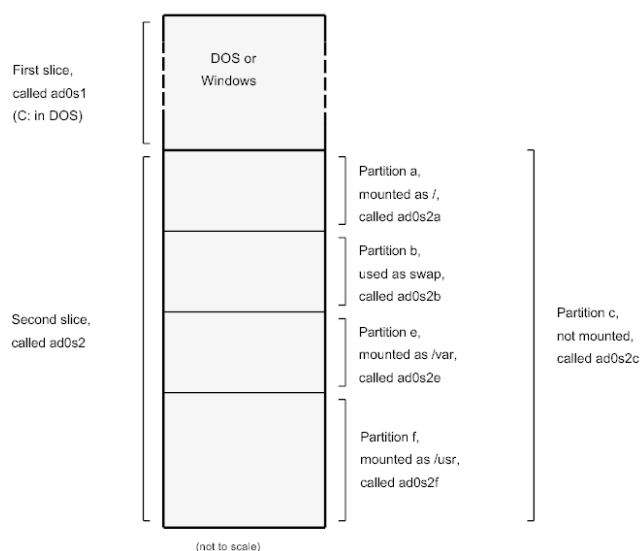 DOS or
Windows
First slice,
called ad0s1
(C: in DOS)
Partition a,
mounted as /,
called ad0s2a
Partition b,
used as swap,
called ad0s2b
Second slice,
called ad0s2
Partition c,
not mounted,
called ad0s2c
Partition e,
mounted as /var,
called ad0s2e
Partition f,
mounted as /usr,
called ad0s2f
(not to scale)